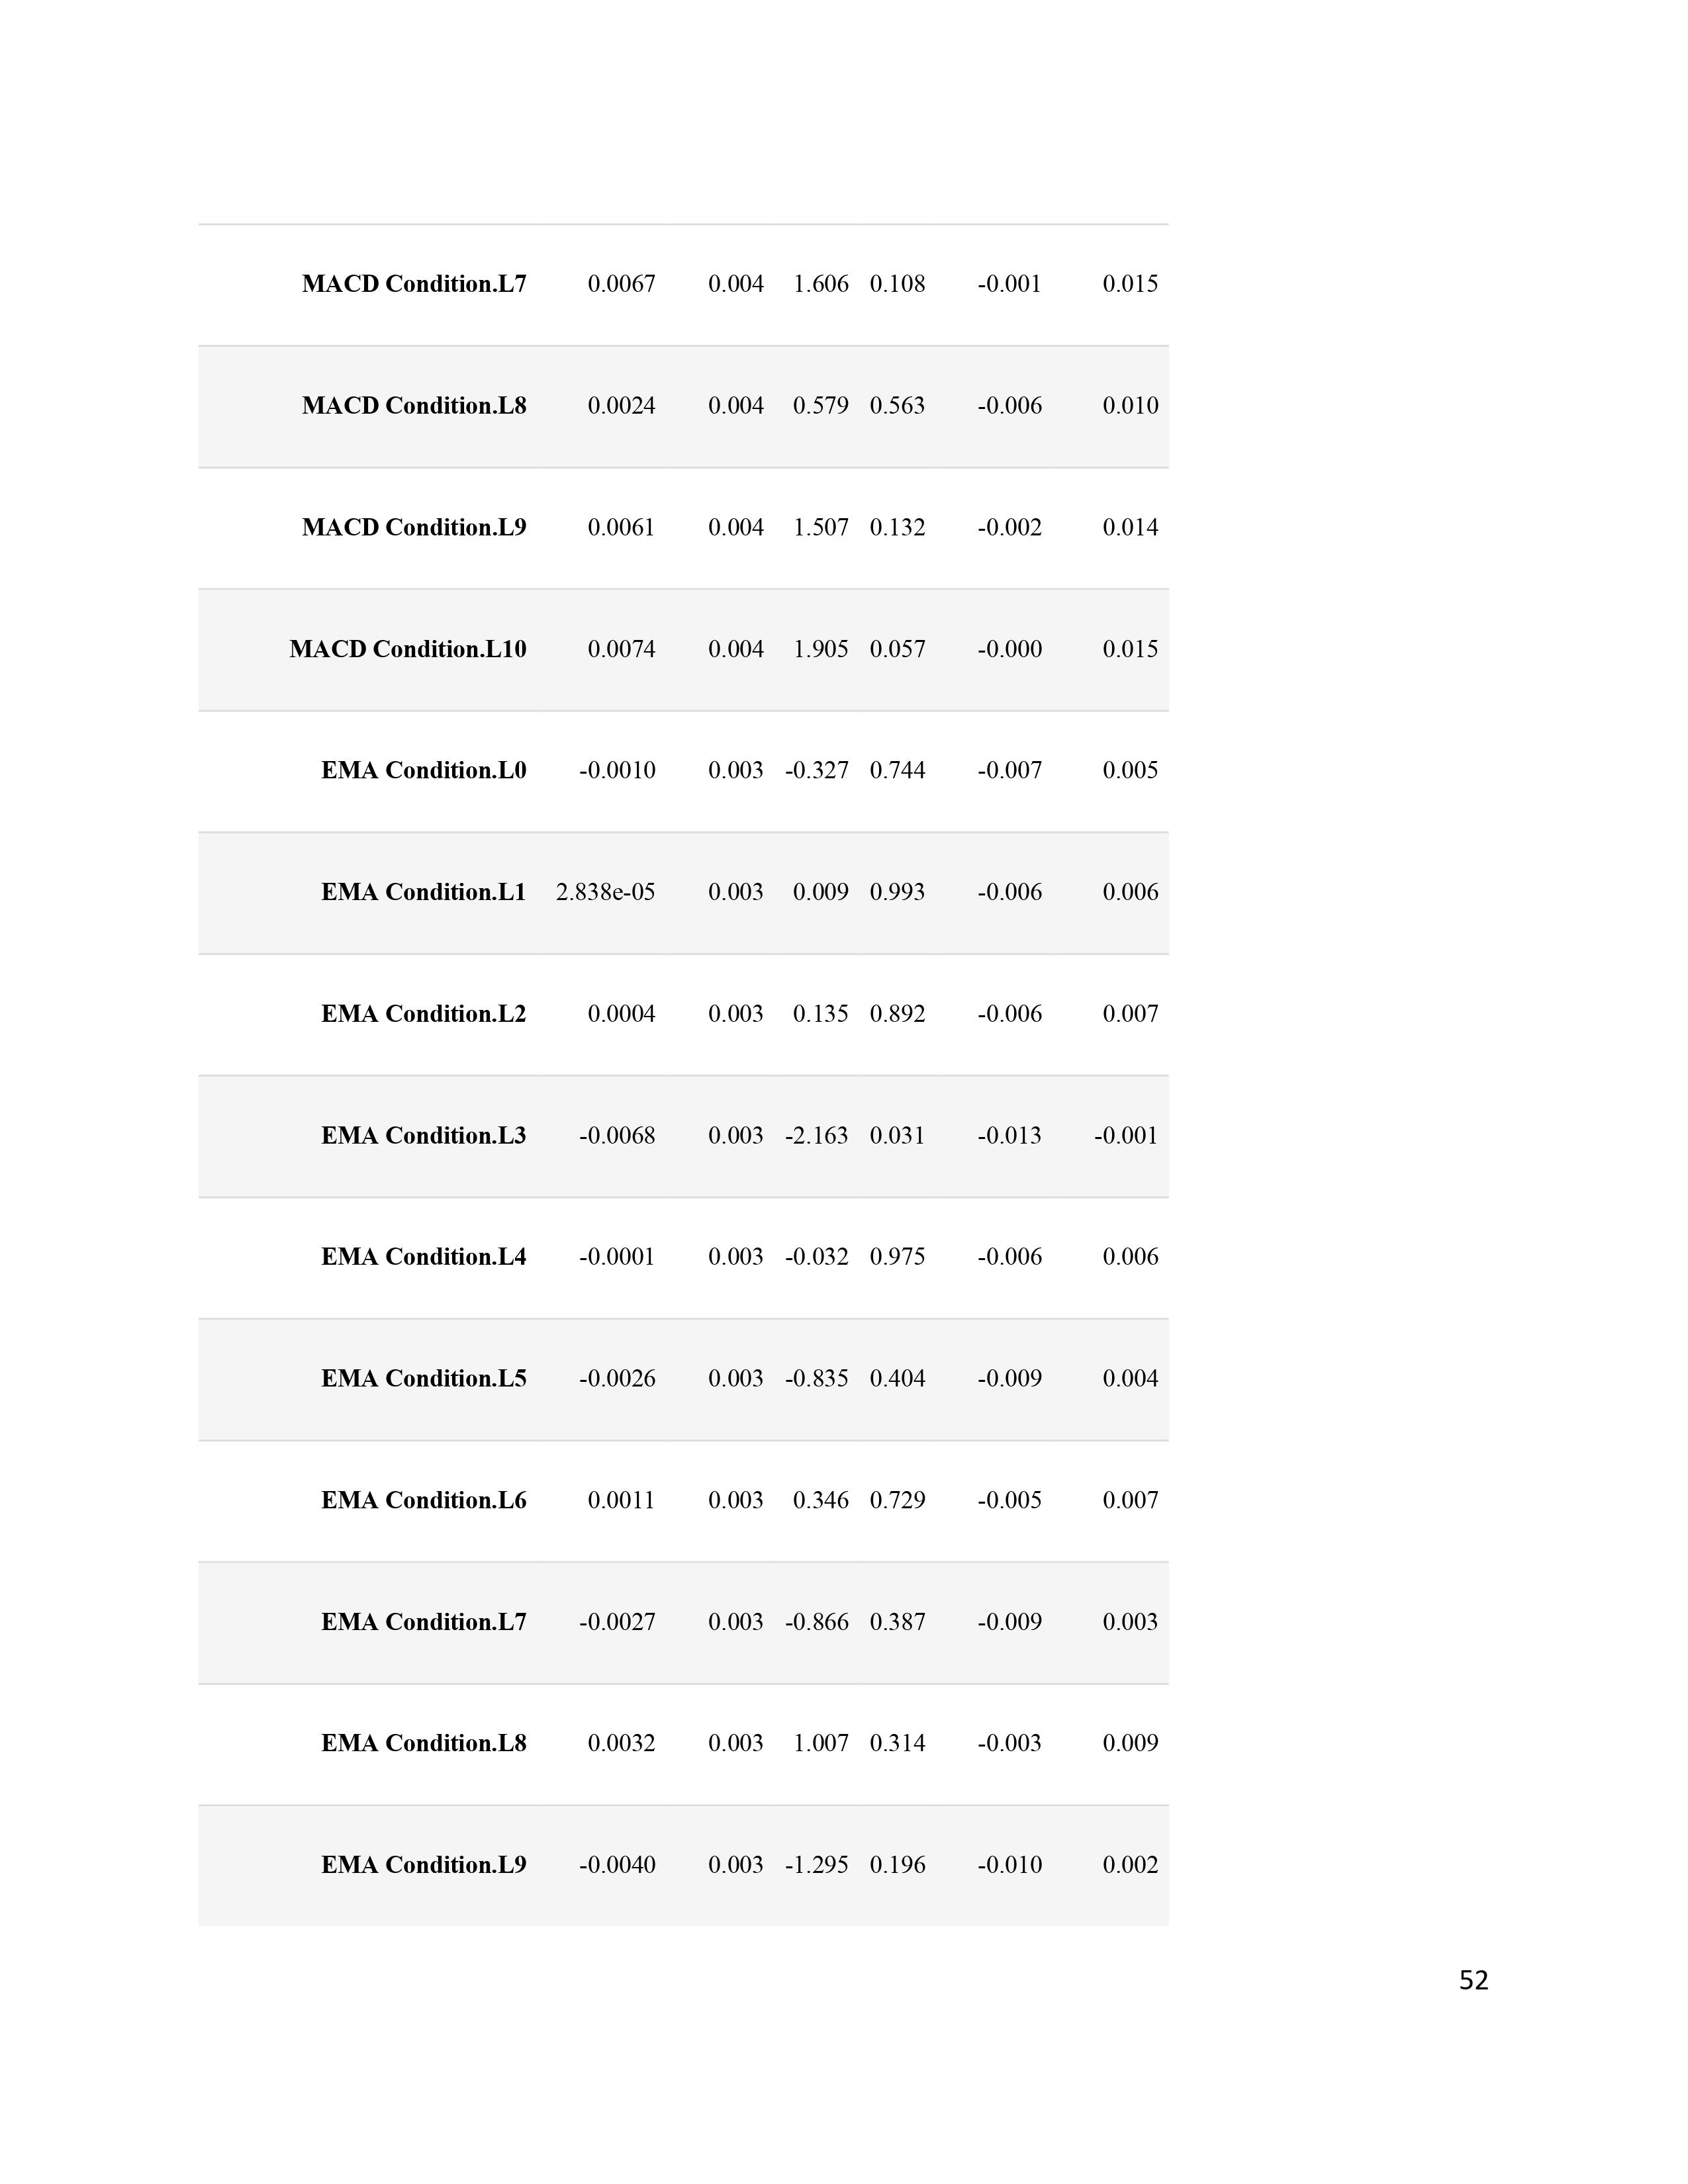 MACD Condition.L7 0.0067 0.004 1.606 0.108 -0.001 0.015
MACD Condition.L8 0.0024 0.004 0.579 0.563 -0.006 0.010
MACD Condition.L9 0.0061 0.004 1.507 0.132 -0.002 0.014
MACD Condition.L10 0.0074 0.004 1.905 0.057 -0.000 0.015
EMA Condition.L0 -0.0010 0.003 -0.327 0.744 -0.007 0.005
EMA Condition.L1 2.838e-05 0.003 0.009 0.993 -0.006 0.006
EMA Condition.L2 0.0004 0.003 0.135 0.892 -0.006 0.007
EMA Condition.L3 -0.0068 0.003 -2.163 0.031 -0.013 -0.001
EMA Condition.L4 -0.0001 0.003 -0.032 0.975 -0.006 0.006
EMA Condition.L5 -0.0026 0.003 -0.835 0.404 -0.009 0.004
EMA Condition.L6 0.0011 0.003 0.346 0.729 -0.005 0.007
EMA Condition.L7 -0.0027 0.003 -0.866 0.387 -0.009 0.003
EMA Condition.L8 0.0032 0.003 1.007 0.314 -0.003 0.009
EMA Condition.L9 -0.0040 0.003 -1.295 0.196 -0.010 0.002
52